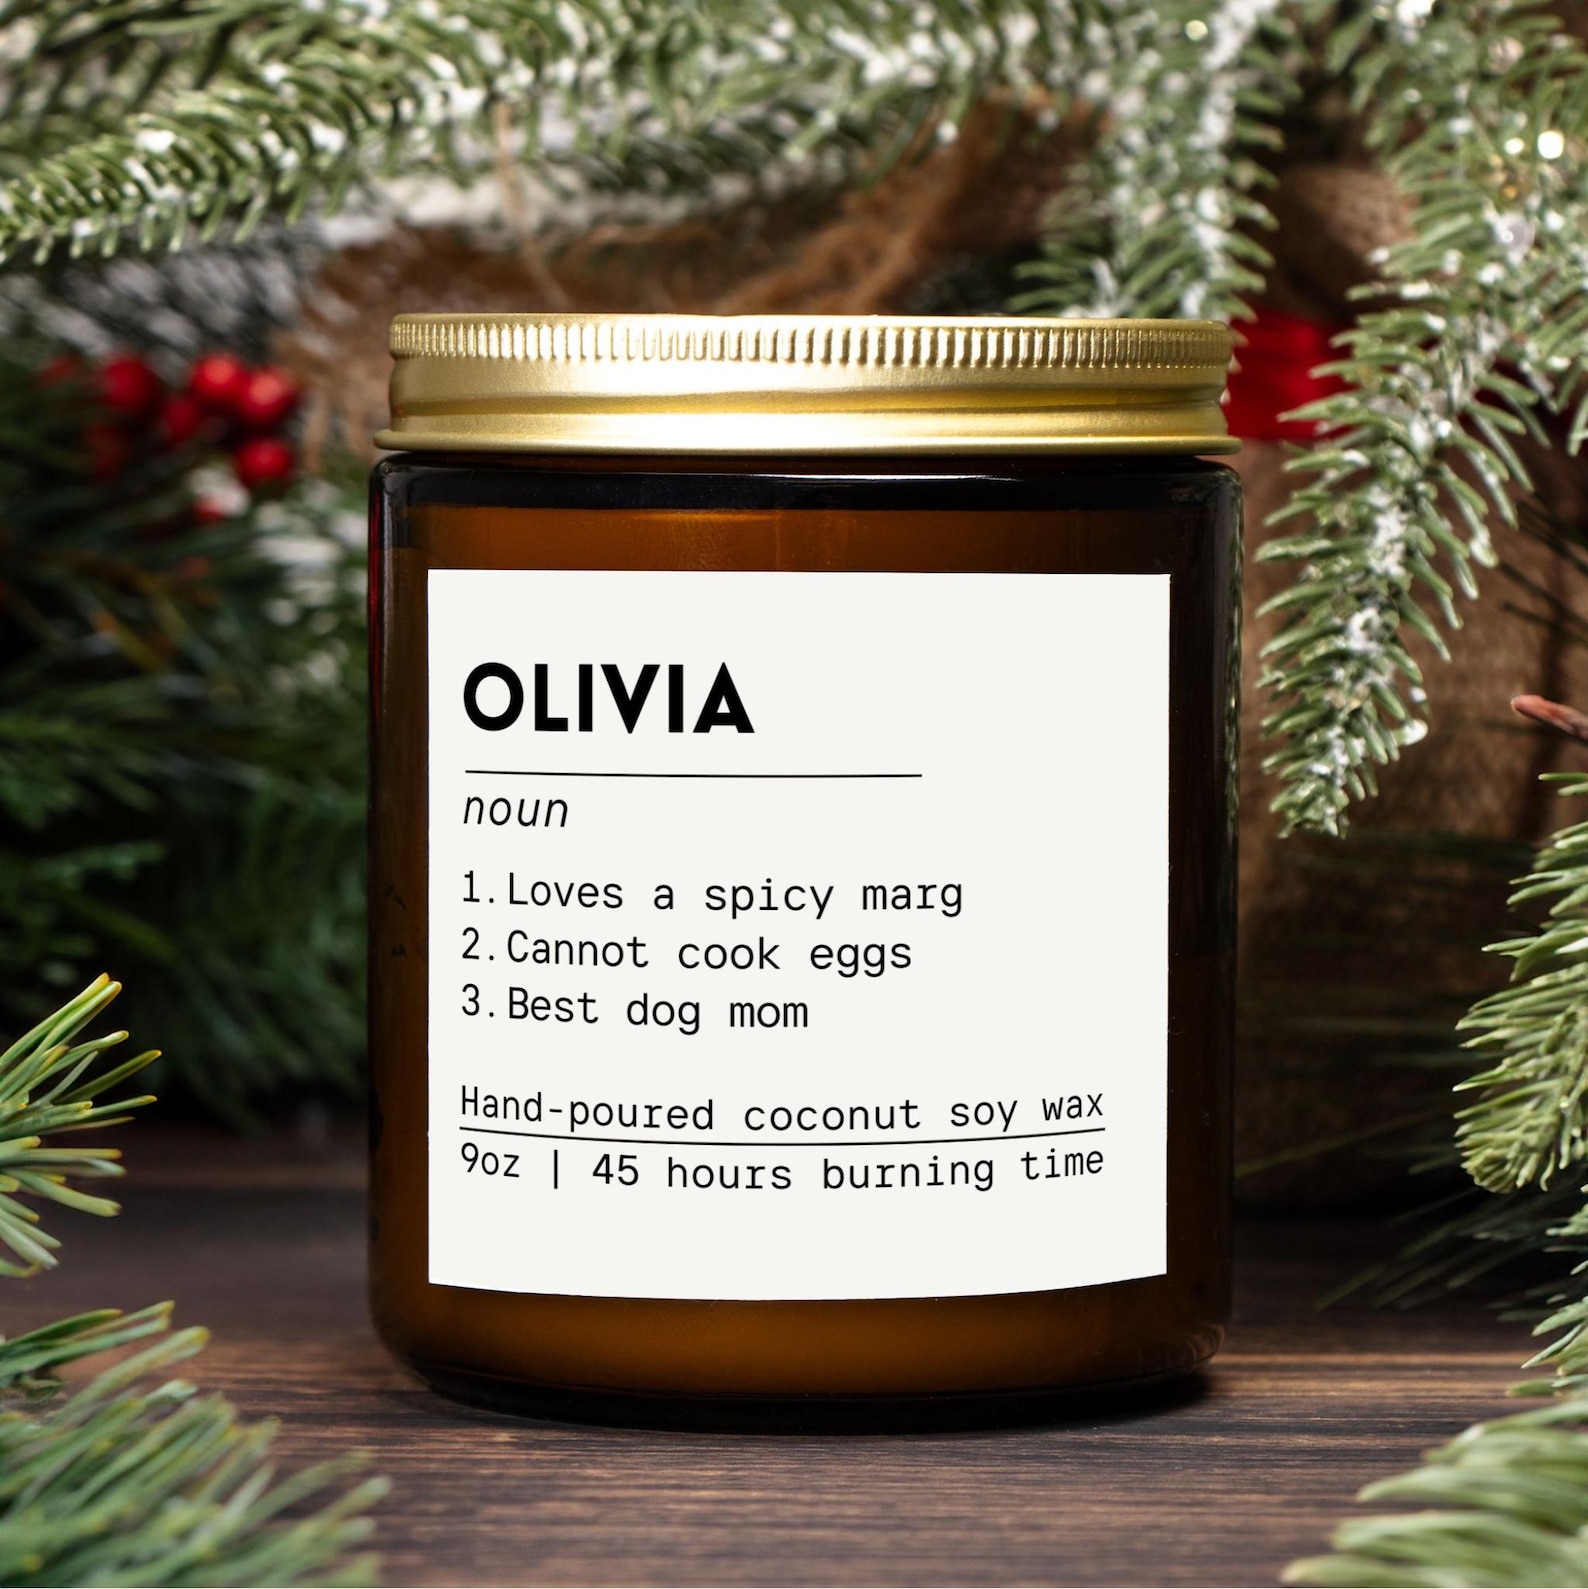 OLIVIA
noun
1. Loves a spicy marg
2. Cannot cook eggs
3. Best dog mom
Hand-poured coconut soy wax
9oz | 45 hours burning time